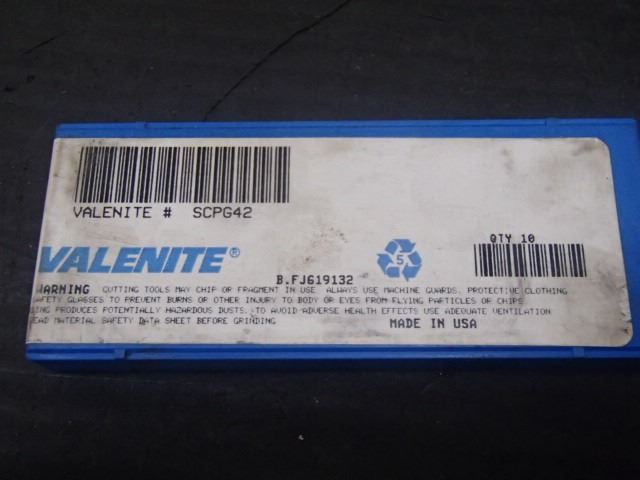 VALENITE # SCPG42
QTY 10
VALENITE®
5
B.FJ619132
WARNING CUTTING TOOLS MAY CHIP OR FRAGMENT IN USE. ALWAYS USE MACHINE GUARDS, PROTECTIVE CLOTHING
SAFETY GLASSES TO PREVENT BURNS OR OTHER INJURY TO BODY OR EYES FROM FLYING PARTICLES OR CHIPS
DING PRODUCES POTENTIALLY HAZARDOUS DUSTS. TO AVOID ADVERSE HEALTH EFFECTS USE ADEQUATE VENTILATION
EAD MATERIAL SAFETY DATA SHEET BEFORE GRINDING
MADE IN USA